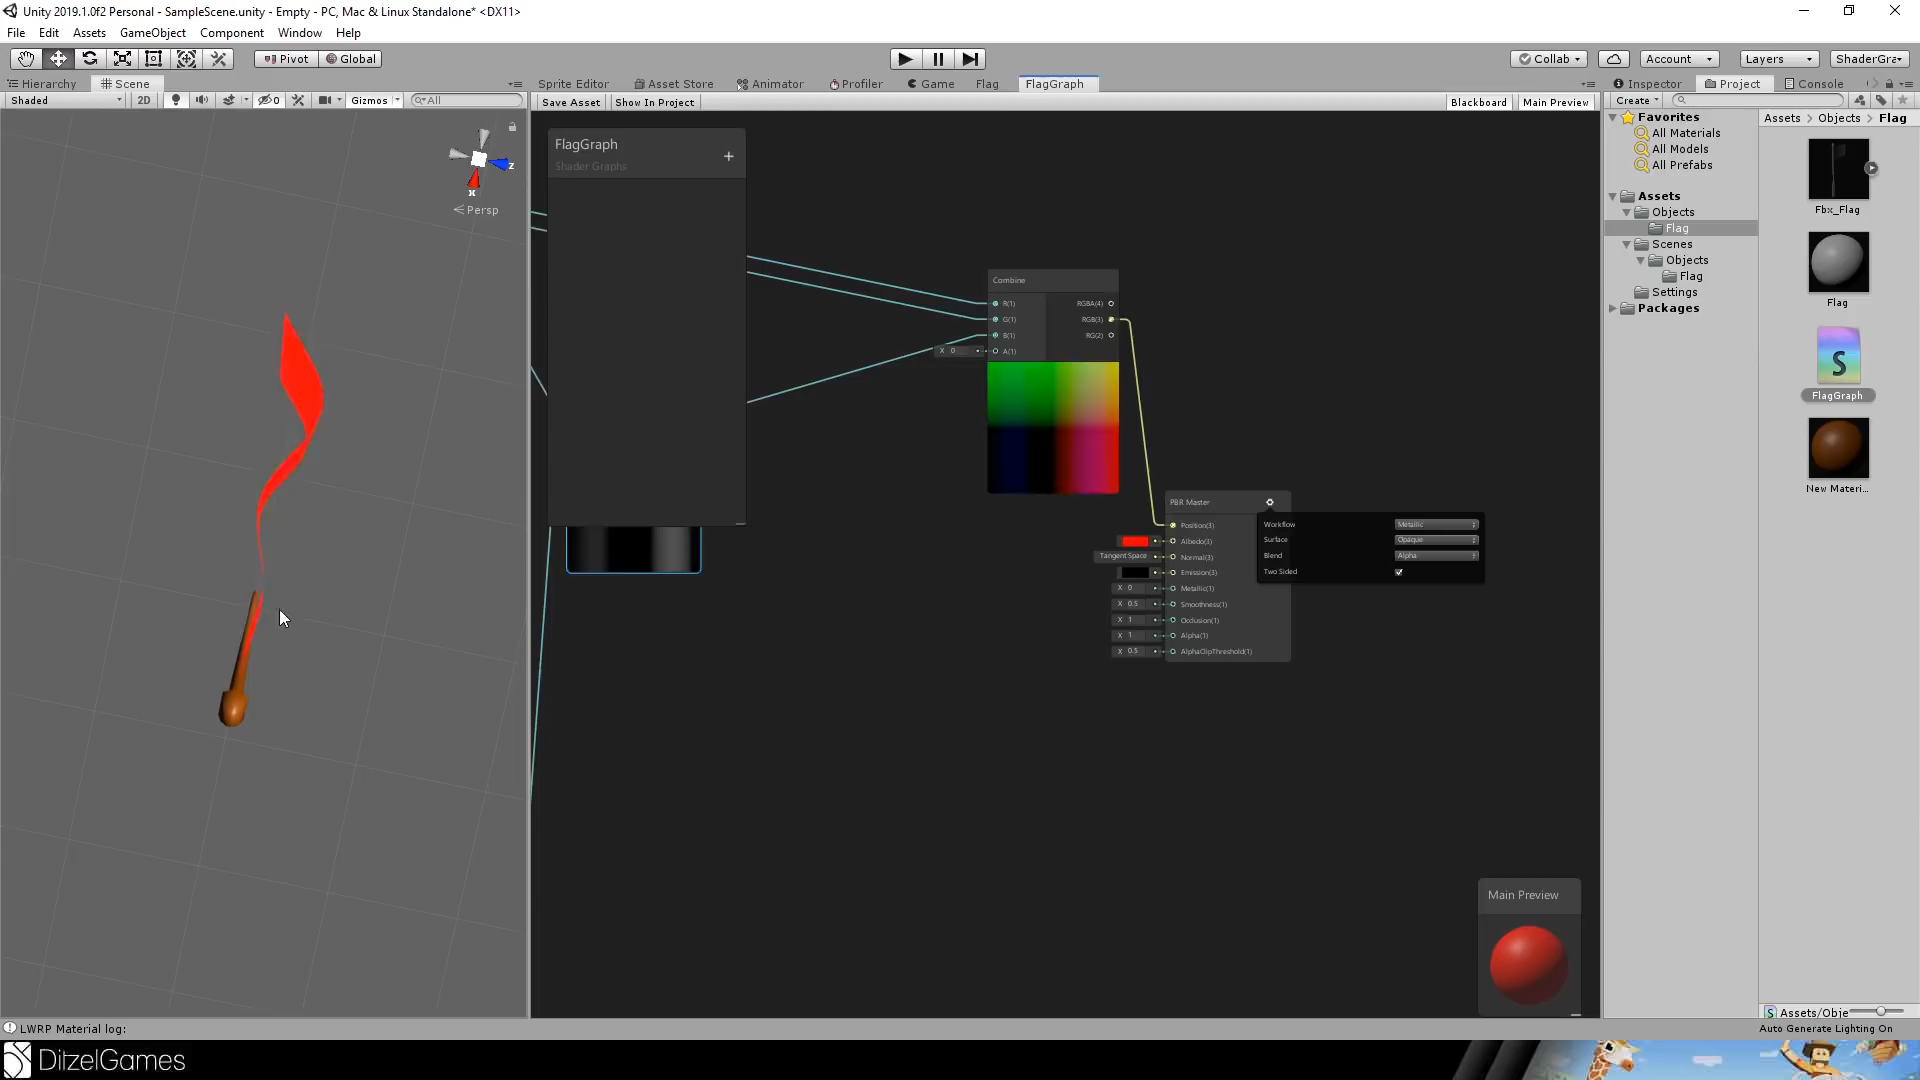 Unity 2019.1.0f2 Personal - SampleScene.unity - Empty - PC, Mac & Linux Standalone* <DX11>
File Edit Assets GameObject Component Window Help
Pivot Global
Collab Account Layers ShaderGra
Hierarchy Scene
Sprite Editor Asset Store Animator Profiler Game Flag FlagGraph
Inspector Project Console
Shaded 2D 0 Gizmos All
Save Asset Show In Project
Blackboard Main Preview
Create
Favorites
All Materials
All Models
All Prefabs
Assets
Objects
Flag
Scenes
Objects
Flag
Settings
Packages
Assets Objects Flag
Fbx_Flag
Flag
FlagGraph
New Materi...
z
x
Persp
FlagGraph
Shader Graphs
Combine
R(1) RGBA(4)
G(1) RGB(3)
B(1) RG(2)
X 0 A(1)
PBR Master
Position(3)
Albedo(3)
Tangent Space Normal(3)
Emission(3)
X 0 Metallic(1)
X 0.5 Smoothness(1)
X 1 Occlusion(1)
X 1 Alpha(1)
X 0.5 AlphaClipThreshold(1)
Workflow Metallic
Surface Opaque
Blend Alpha
Two Sided
Main Preview
Assets/Obje
LWRP Material log:
Auto Generate Lighting On
DitzelGames